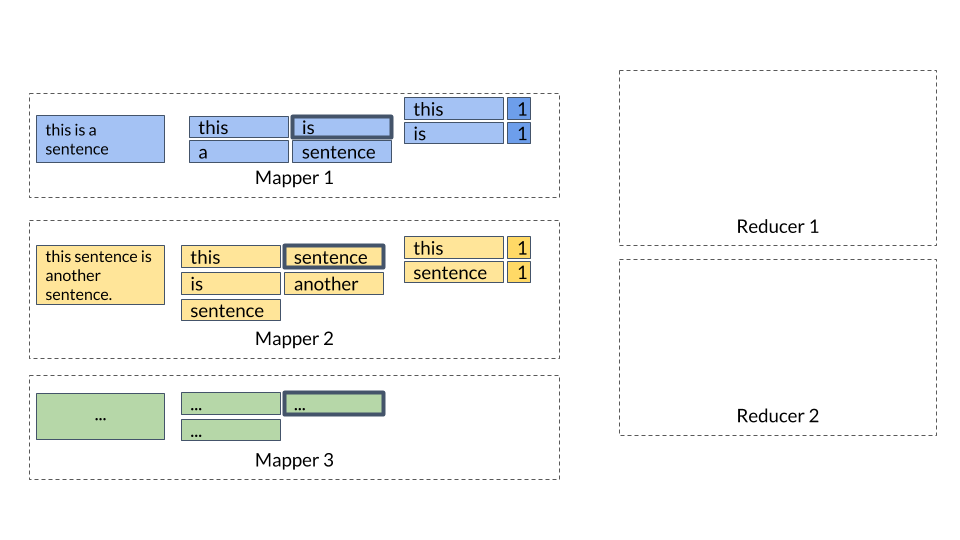 this is a
sentence
this is
a sentence
this 1
is 1
Mapper 1
this sentence is
another
sentence.
this sentence
is another
sentence
this 1
sentence 1
Mapper 2
...
... ...
...
Mapper 3
Reducer 1
Reducer 2